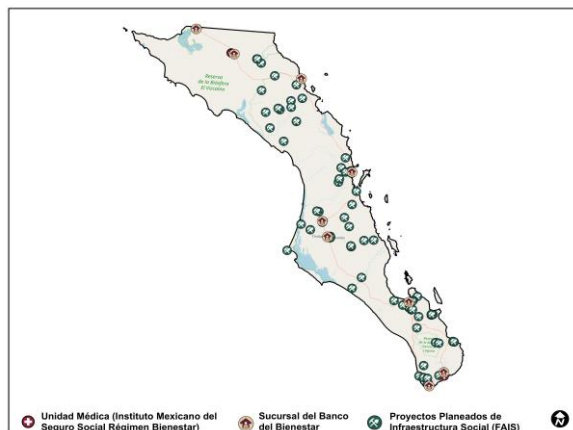 Reserva
de la Biósfera
El Vizcaíno
Unidad Médica (Instituto Mexicano del
Seguro Social Régimen Bienestar)
Sucursal del Banco
del Bienestar
Proyectos Planeados de
Infraestructura Social (FAIS)
N